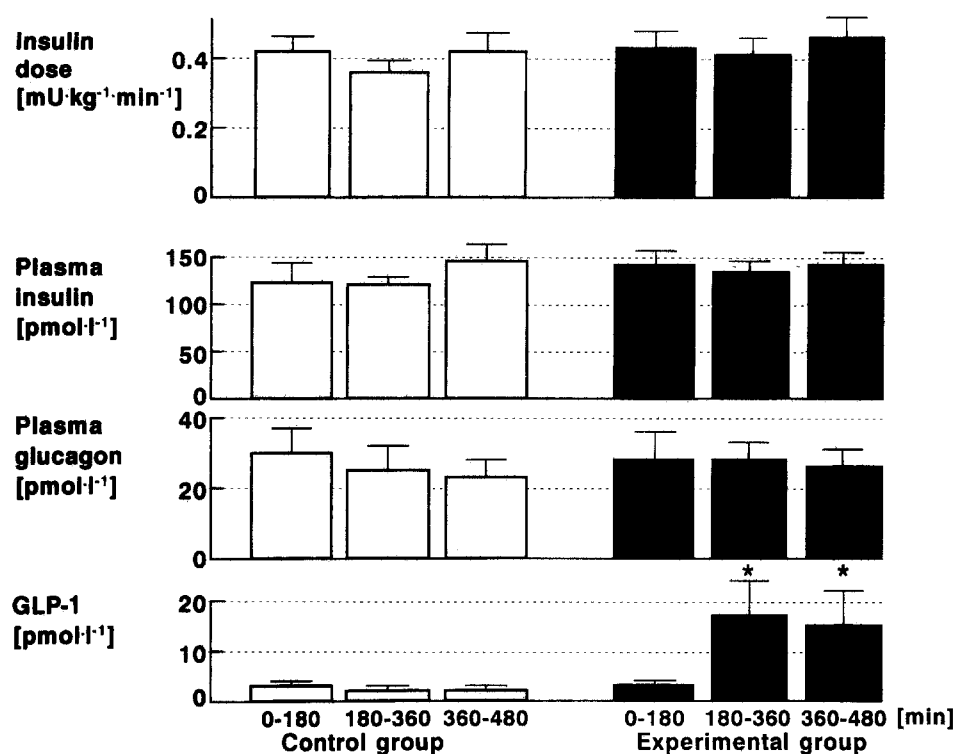 insulin
dose
[mU·kg⁻¹·min⁻¹]
0.4
0.2
0
Plasma
insulin
[pmol·l⁻¹]
150
100
50
0
Plasma
glucagon
[pmol·l⁻¹]
40
20
0
* *
GLP-1
[pmol·l⁻¹]
20
10
0
0-180 180-360 360-480 0-180 180-360 360-480 [min]
Control group Experimental group